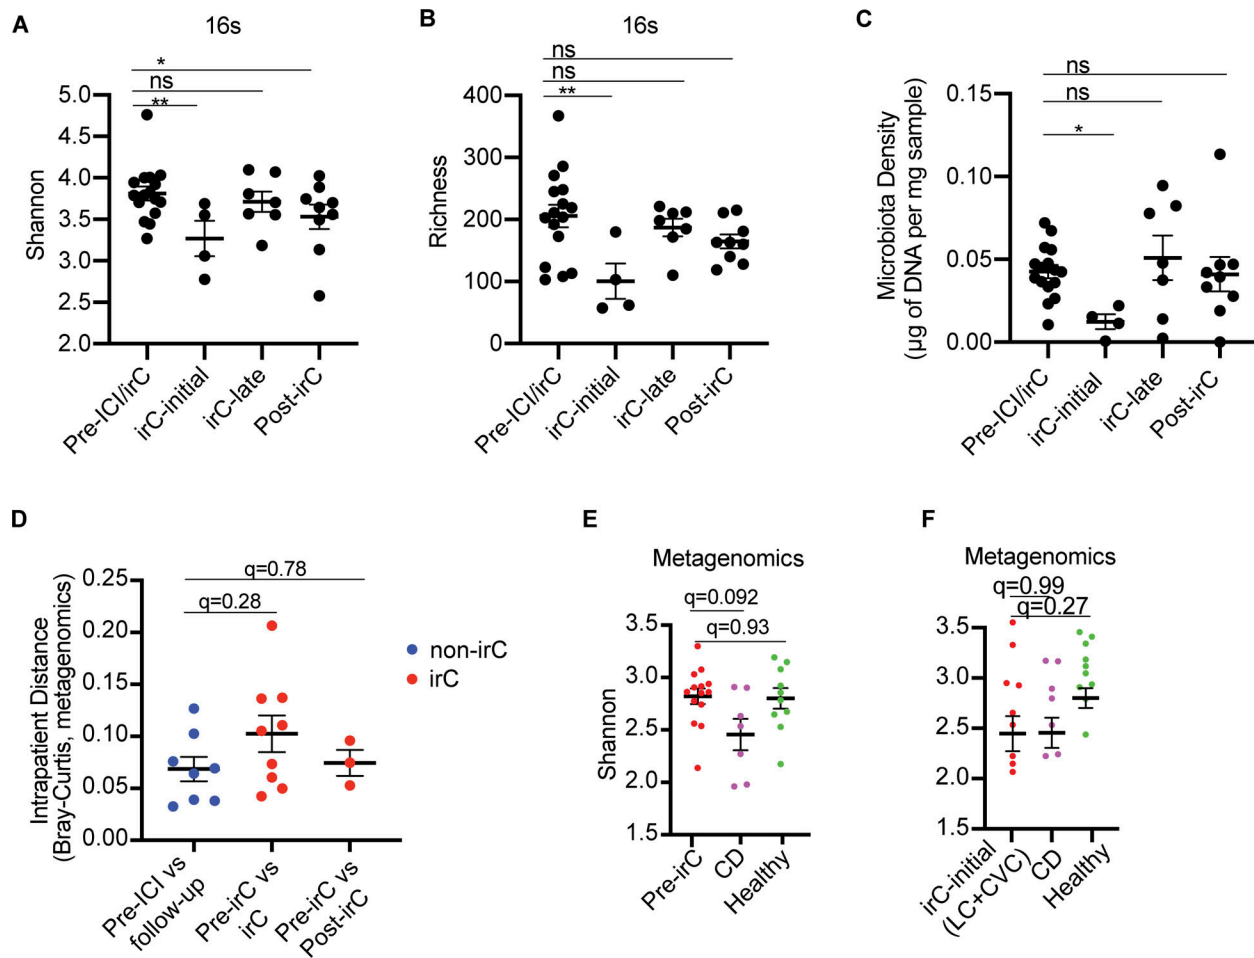 A
16s
*
ns
**
Shannon
5.0
4.5
4.0
3.5
3.0
2.5
2.0
Pre-ICI/irC
irC-initial
irC-late
Post-irC
B
16s
ns
ns
**
Richness
400
300
200
100
0
Pre-ICI/irC
irC-initial
irC-late
Post-irC
C
ns
ns
*
Microbiota Density
(µg of DNA per mg sample)
0.15
0.10
0.05
0.00
Pre-ICI/irC
irC-initial
irC-late
Post-irC
D
q=0.78
q=0.28
Intrapatient Distance
(Bray-Curtis, metagenomics)
0.25
0.20
0.15
0.10
0.05
0.00
Pre-ICI vs
follow-up
Pre-irC vs
irC
Pre-irC vs
Post-irC
non-irC
irC
E
Metagenomics
q=0.092
q=0.93
Shannon
3.5
3.0
2.5
2.0
1.5
Pre-irC
CD
Healthy
F
Metagenomics
q=0.99
q=0.27
3.5
3.0
2.5
2.0
1.5
irC-initial
(LC+CVC)
CD
Healthy